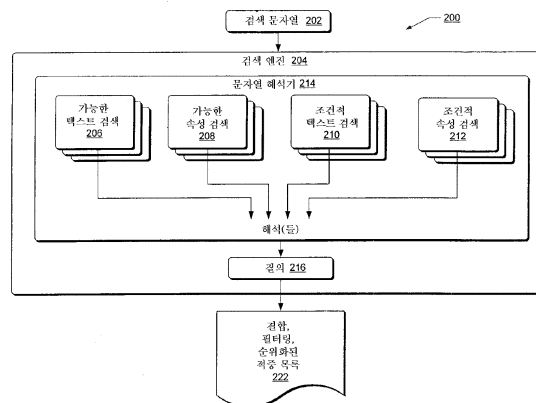 검색 문자열 202
200
검색 엔진 204
문자열 해석기 214
가능한
텍스트 검색
206
가능한
속성 검색
208
조건적
텍스트 검색
210
조건적
속성 검색
212
해석(들)
질의 216
결합,
필터링,
순위화된
적중 목록
222